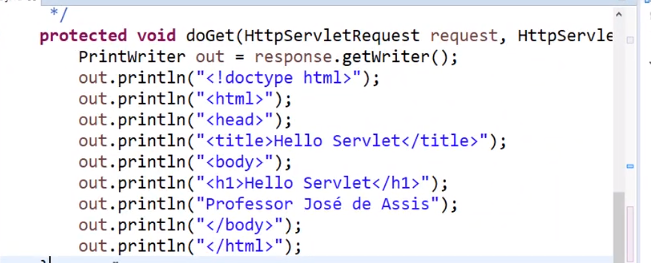 */
protected void doGet(HttpServletRequest request, HttpServle
PrintWriter out = response.getWriter();
out.println("<!doctype html>");
out.println("<html>");
out.println("<head>");
out.println("<title>Hello Servlet</title>");
out.println("<body>");
out.println("<h1>Hello Servlet</h1>");
out.println("Professor José de Assis");
out.println("</body>");
out.println("</html>");